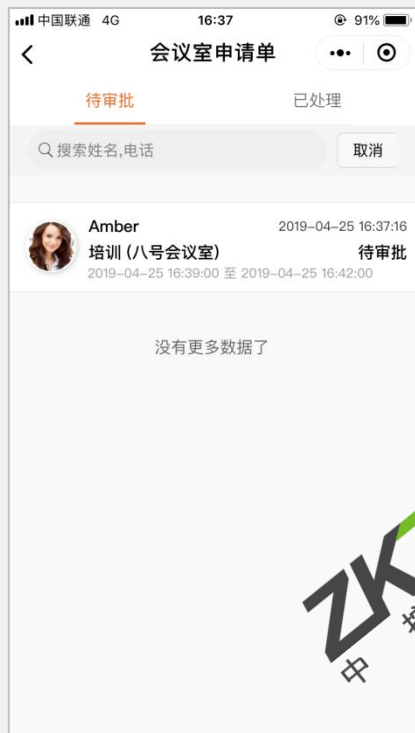 中国联通 4G 16:37 91%
会议室申请单
待审批 已处理
搜索姓名,电话 取消
Amber 2019-04-25 16:37:16
培训 (八号会议室) 待审批
2019-04-25 16:39:00 至 2019-04-25 16:42:00
没有更多数据了
ZK
中